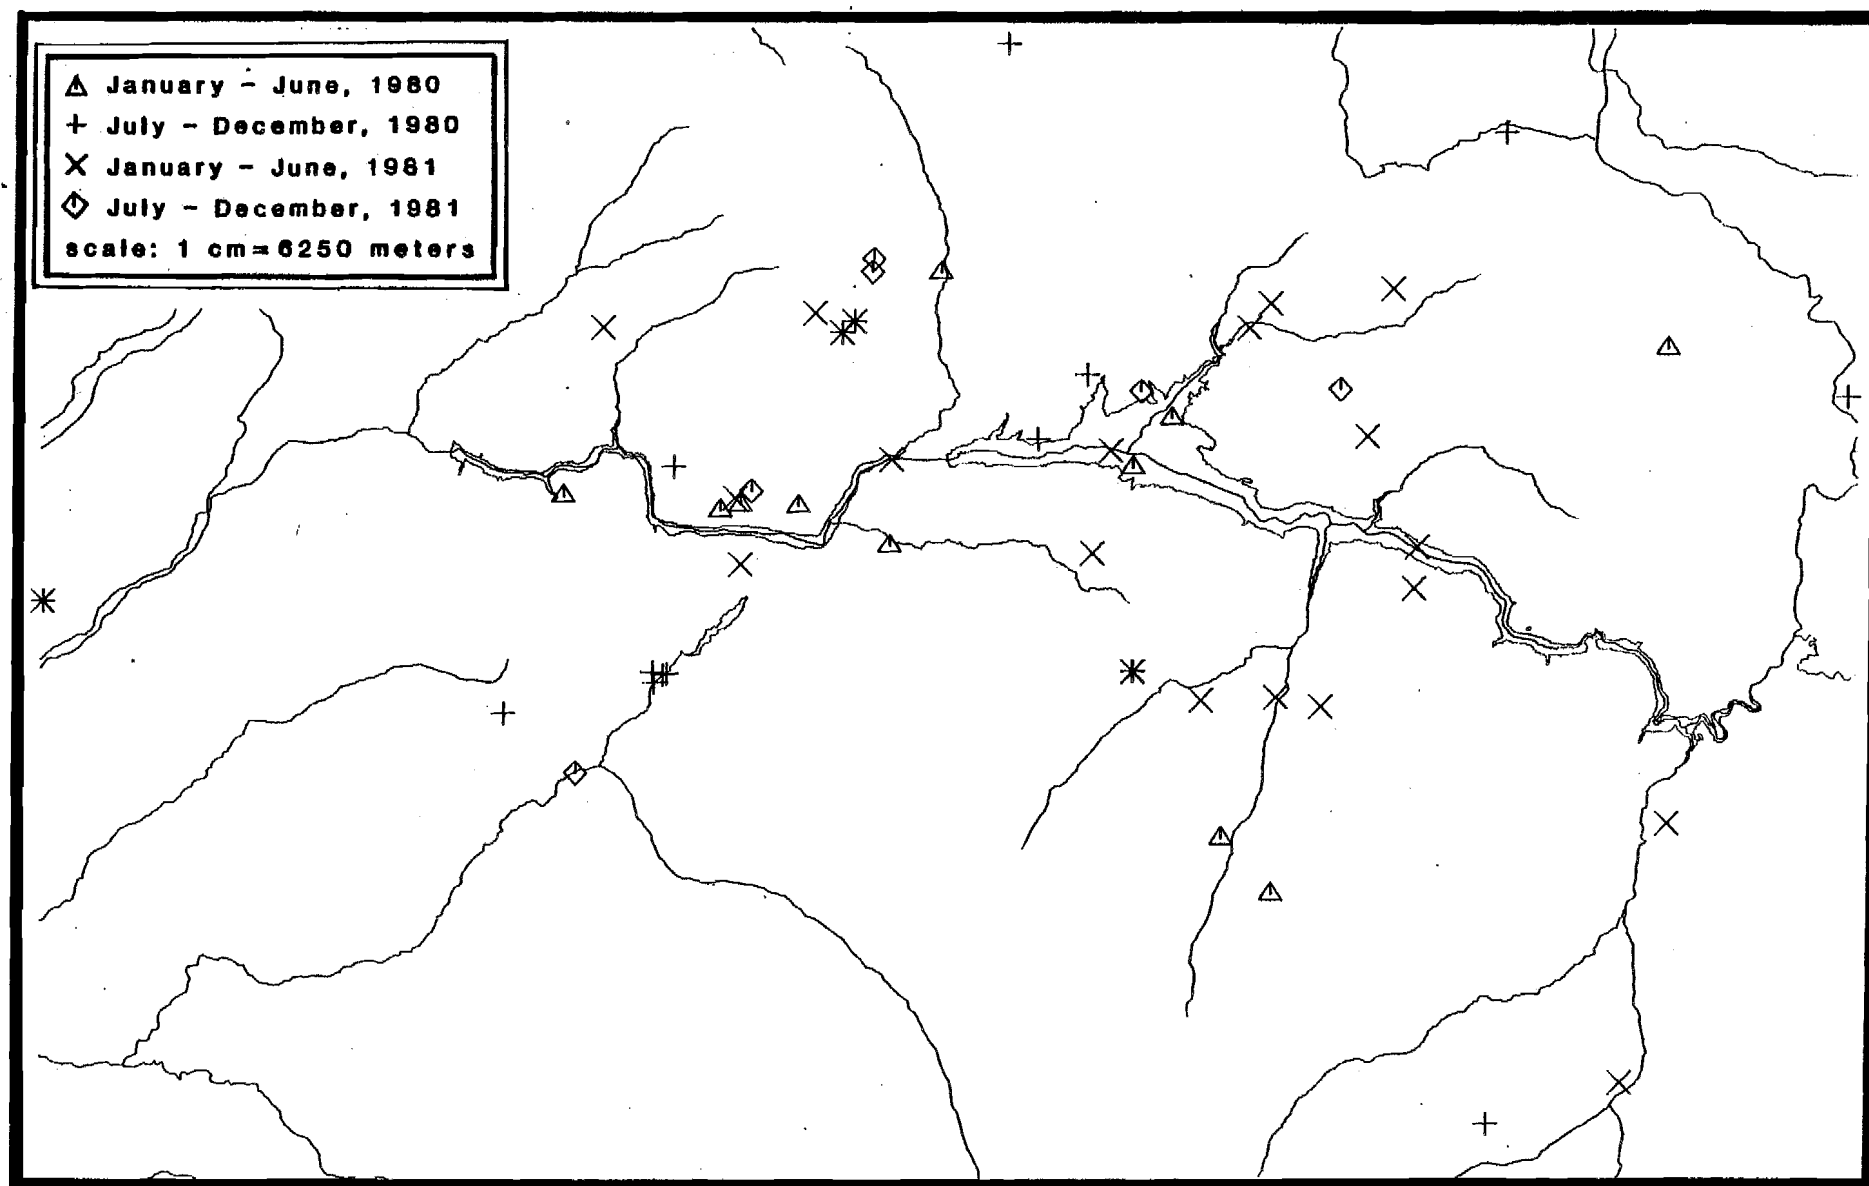 January - June, 1980
July - December, 1980
January - June, 1981
July - December, 1981
scale: 1 cm = 6250 meters